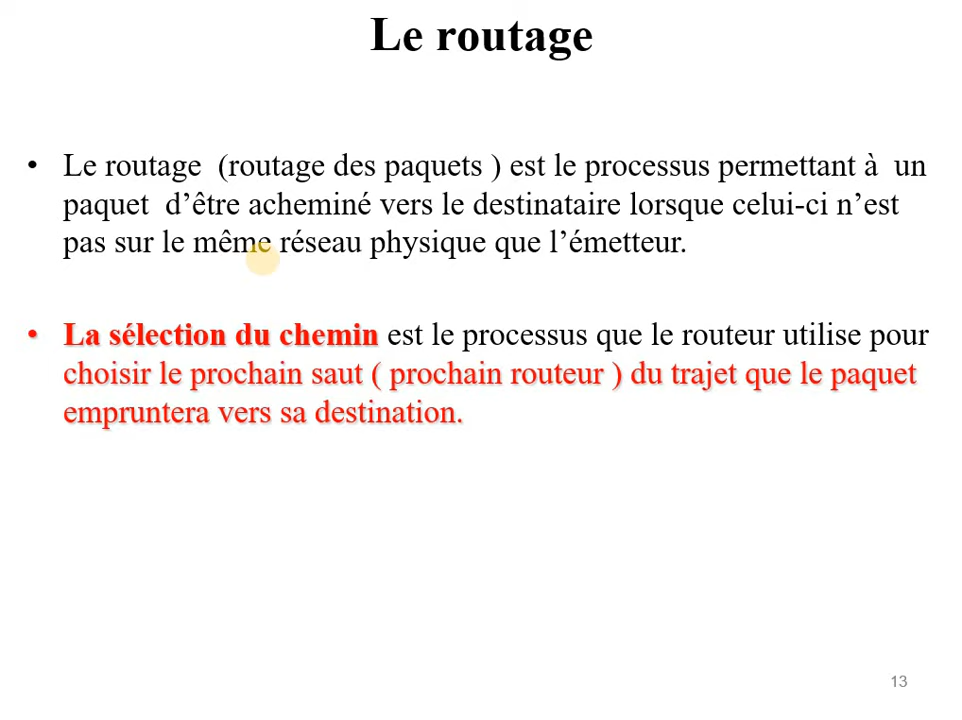 Le routage
• Le routage (routage des paquets ) est le processus permettant à un
paquet d’être acheminé vers le destinataire lorsque celui-ci n’est
pas sur le même réseau physique que l’émetteur.
• La sélection du chemin est le processus que le routeur utilise pour
choisir le prochain saut ( prochain routeur ) du trajet que le paquet
empruntera vers sa destination.
13